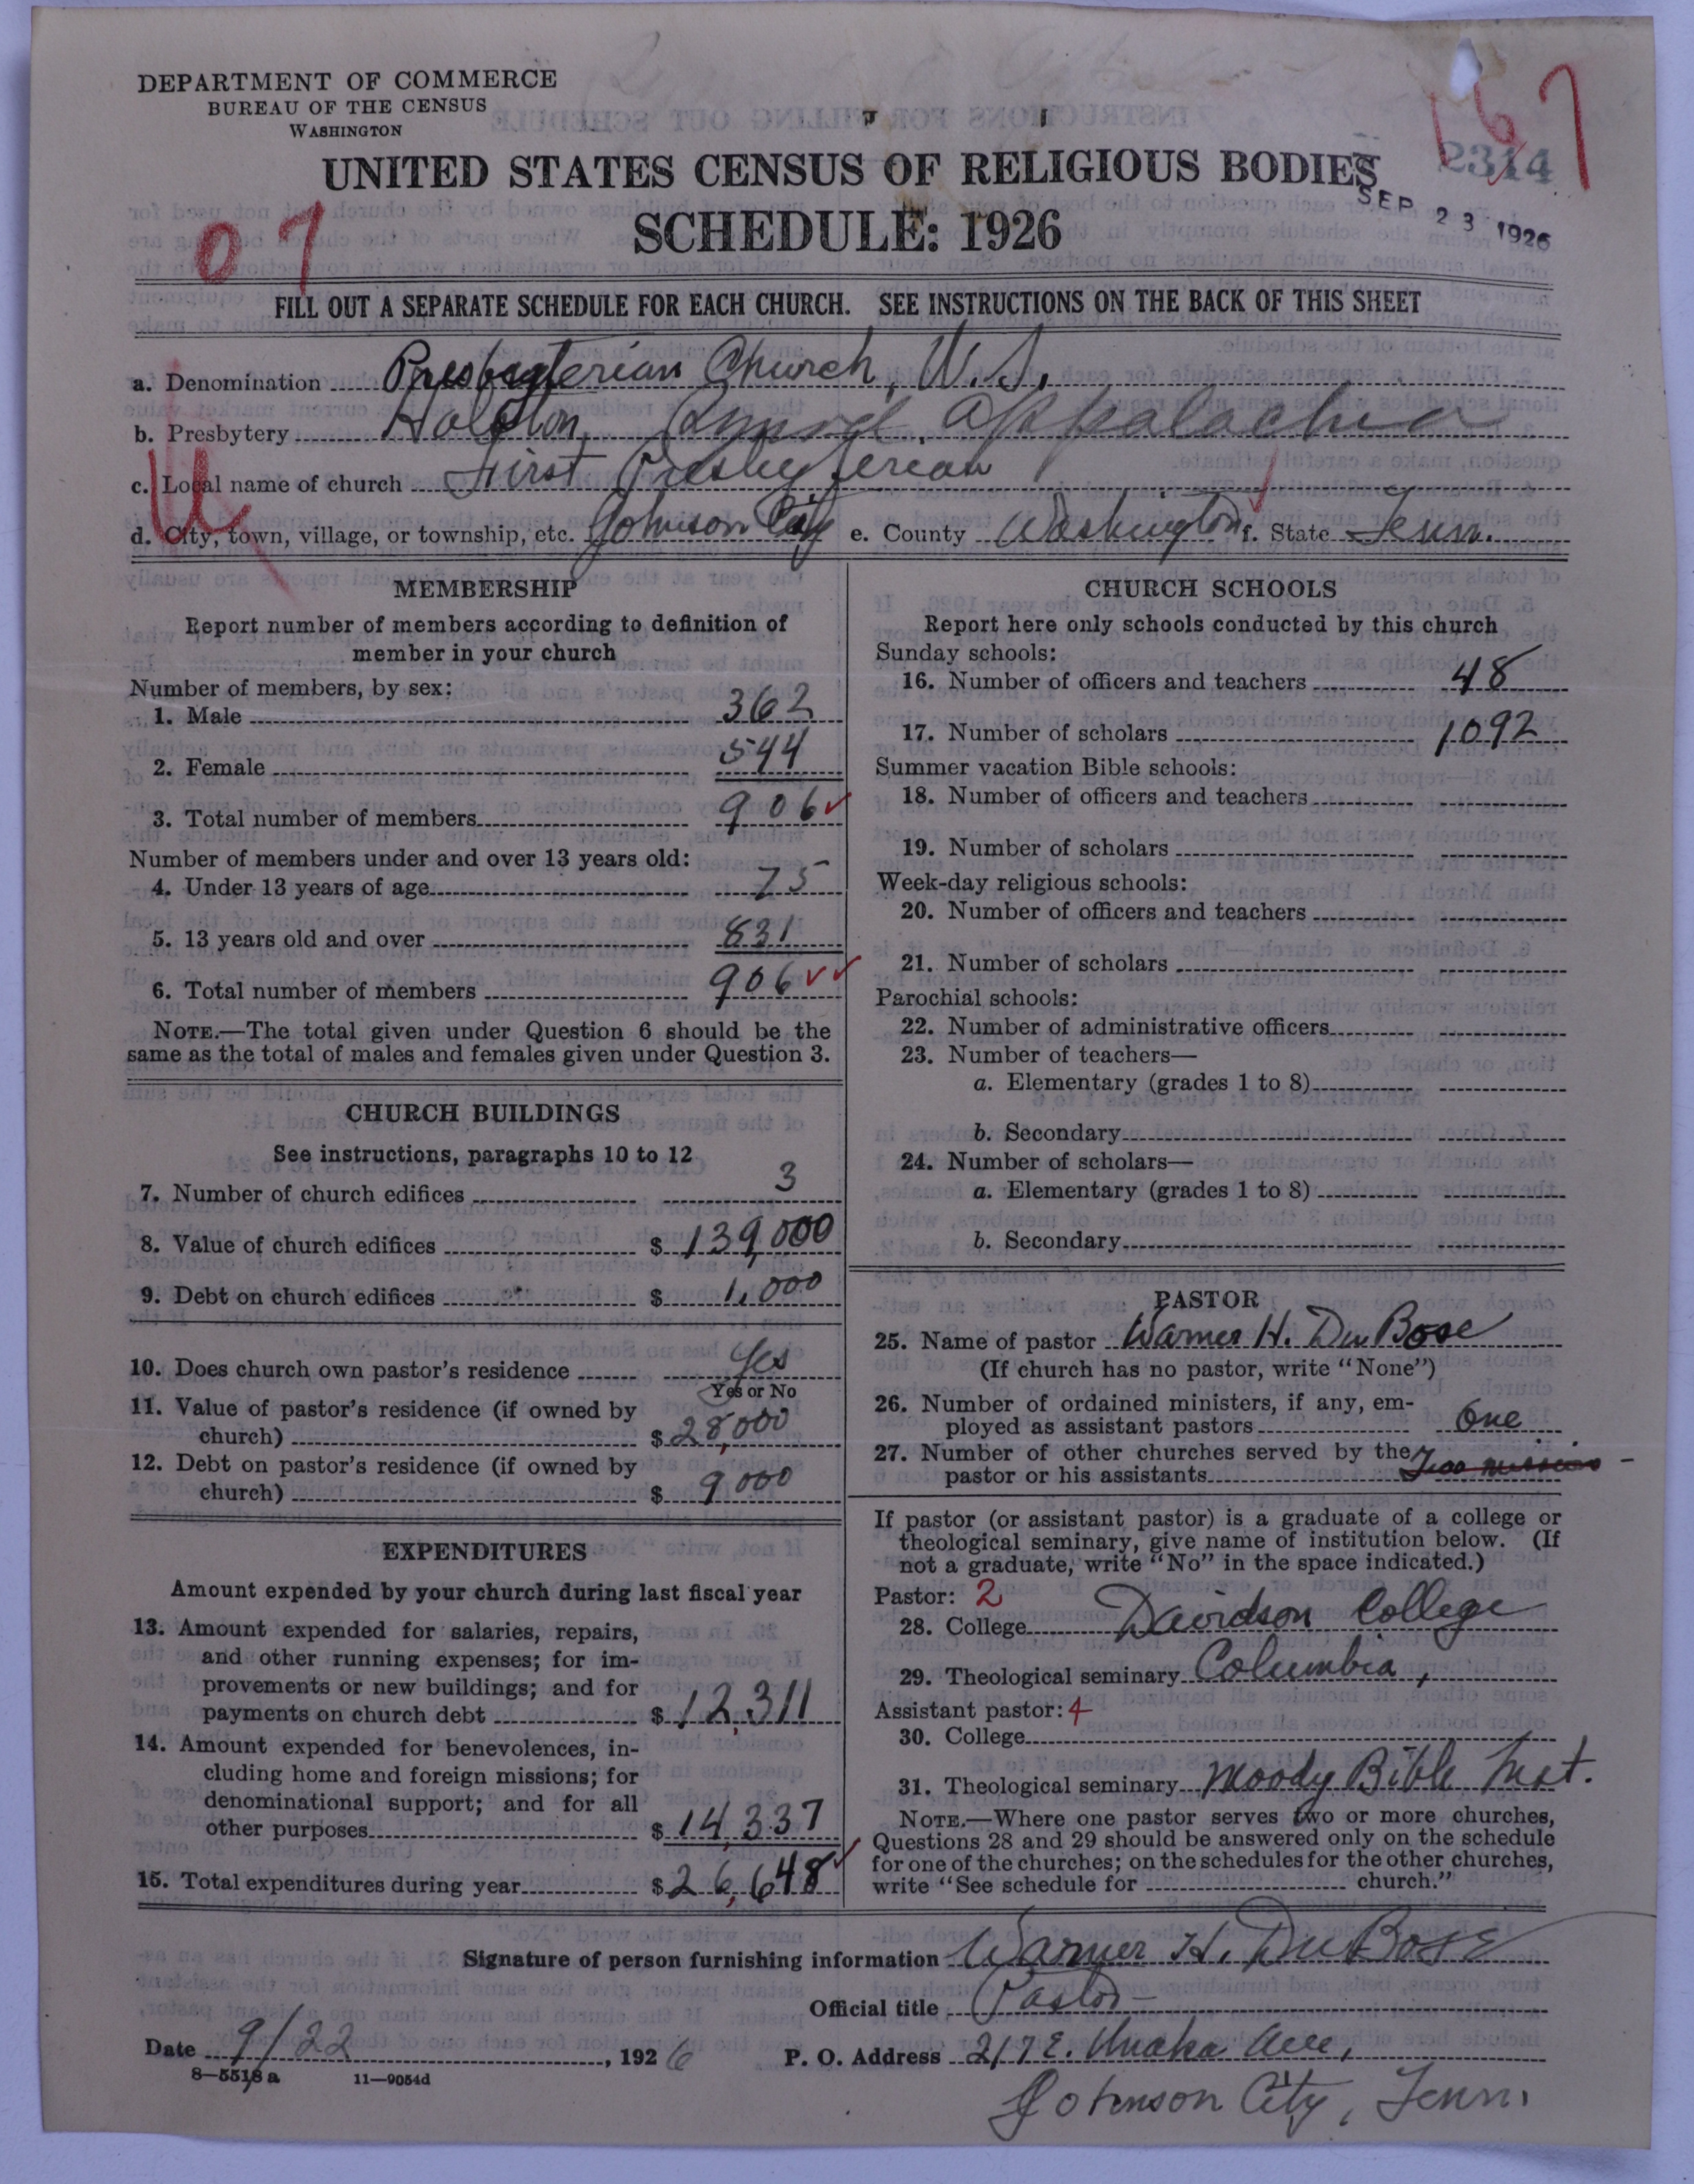 DEPARTMENT OF COMMERCE
BUREAU OF THE CENSUS
WASHINGTON
167
2314
UNITED STATES CENSUS OF RELIGIOUS BODIES
SEP 23 1926
07
SCHEDULE: 1926
FILL OUT A SEPARATE SCHEDULE FOR EACH CHURCH. SEE INSTRUCTIONS ON THE BACK OF THIS SHEET
a. Denomination Presbyterian Church, U.S.
b. Presbytery Holston, Synod, Appalachia
c. Local name of church First Presbyterian
d. City, town, village, or township, etc. Johnson City e. County Washington f. State Tenn.
MEMBERSHIP
Report number of members according to definition of
member in your church
Number of members, by sex:
1. Male 362
2. Female 544
3. Total number of members 906
Number of members under and over 13 years old:
4. Under 13 years of age 75
5. 13 years old and over 831
6. Total number of members 906
NOTE.—The total given under Question 6 should be the
same as the total of males and females given under Question 3.
CHURCH BUILDINGS
See instructions, paragraphs 10 to 12
7. Number of church edifices 3
8. Value of church edifices $ 139,000
9. Debt on church edifices $ 1,000
10. Does church own pastor's residence Yes
Yes or No
11. Value of pastor's residence (if owned by
church) $ 28,000
12. Debt on pastor's residence (if owned by
church) $ 9000
EXPENDITURES
Amount expended by your church during last fiscal year
13. Amount expended for salaries, repairs,
and other running expenses; for im-
provements or new buildings; and for
payments on church debt $ 12,311
14. Amount expended for benevolences, in-
cluding home and foreign missions; for
denominational support; and for all
other purposes $ 14,337
15. Total expenditures during year $ 26,648
CHURCH SCHOOLS
Report here only schools conducted by this church
Sunday schools:
16. Number of officers and teachers 48
17. Number of scholars 1092
Summer vacation Bible schools:
18. Number of officers and teachers
19. Number of scholars
Week-day religious schools:
20. Number of officers and teachers
21. Number of scholars
Parochial schools:
22. Number of administrative officers
23. Number of teachers—
a. Elementary (grades 1 to 8)
b. Secondary
24. Number of scholars—
a. Elementary (grades 1 to 8)
b. Secondary
PASTOR
25. Name of pastor Warner H. DuBose
(If church has no pastor, write "None")
26. Number of ordained ministers, if any, em-
ployed as assistant pastors One
27. Number of other churches served by the
pastor or his assistants Two missions
If pastor (or assistant pastor) is a graduate of a college or
theological seminary, give name of institution below. (If
not a graduate, write "No" in the space indicated.)
Pastor: 2
28. College Davidson College
29. Theological seminary Columbia,
Assistant pastor: 4
30. College
31. Theological seminary Moody Bible Inst.
NOTE.—Where one pastor serves two or more churches,
Questions 28 and 29 should be answered only on the schedule
for one of the churches; on the schedules for the other churches,
write "See schedule for church."
Signature of person furnishing information Warner H. DuBose
Official title Pastor
Date 9/22, 1926 P. O. Address 217 E. Unaka Ave,
8—5518a 11—9054d
Johnson City, Tenn.